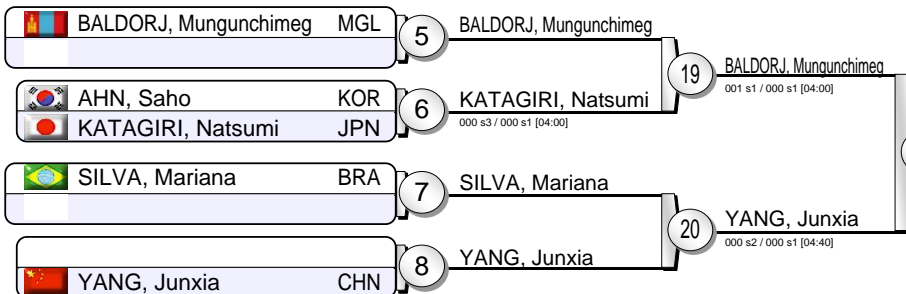 BALDORJ, Mungunchimeg MGL
5
BALDORJ, Mungunchimeg
19
BALDORJ, Mungunchimeg
001 s1 / 000 s1 [04:00]
AHN, Saho KOR
KATAGIRI, Natsumi JPN
6
KATAGIRI, Natsumi
000 s3 / 000 s1 [04:00]
SILVA, Mariana BRA
7
SILVA, Mariana
20
YANG, Junxia
000 s2 / 000 s1 [04:40]
YANG, Junxia CHN
8
YANG, Junxia